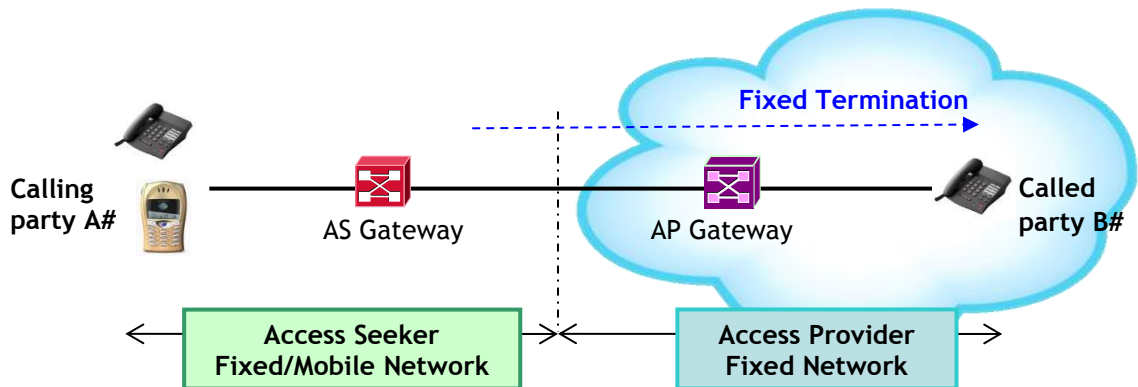 Fixed Termination
Calling
party A#
AS Gateway
AP Gateway
Called
party B#
Access Seeker
Fixed/Mobile Network
Access Provider
Fixed Network